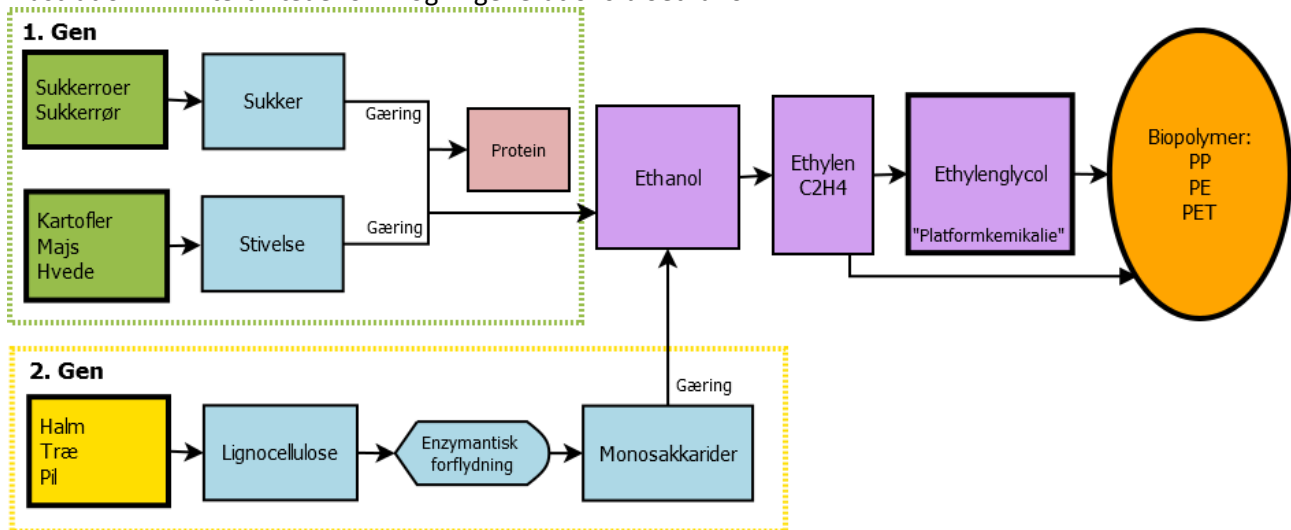 1. Gen
Sukkerroer
Sukkerrør
Sukker
Gæring
Protein
Kartofler
Majs
Hvede
Stivelse
Gæring
Ethanol
Ethylen
C2H4
Ethylenglycol
"Platformkemikalie"
Biopolymer:
PP
PE
PET
2. Gen
Halm
Træ
Pil
Lignocellulose
Enzymantisk
forflydning
Monosakkarider
Gæring